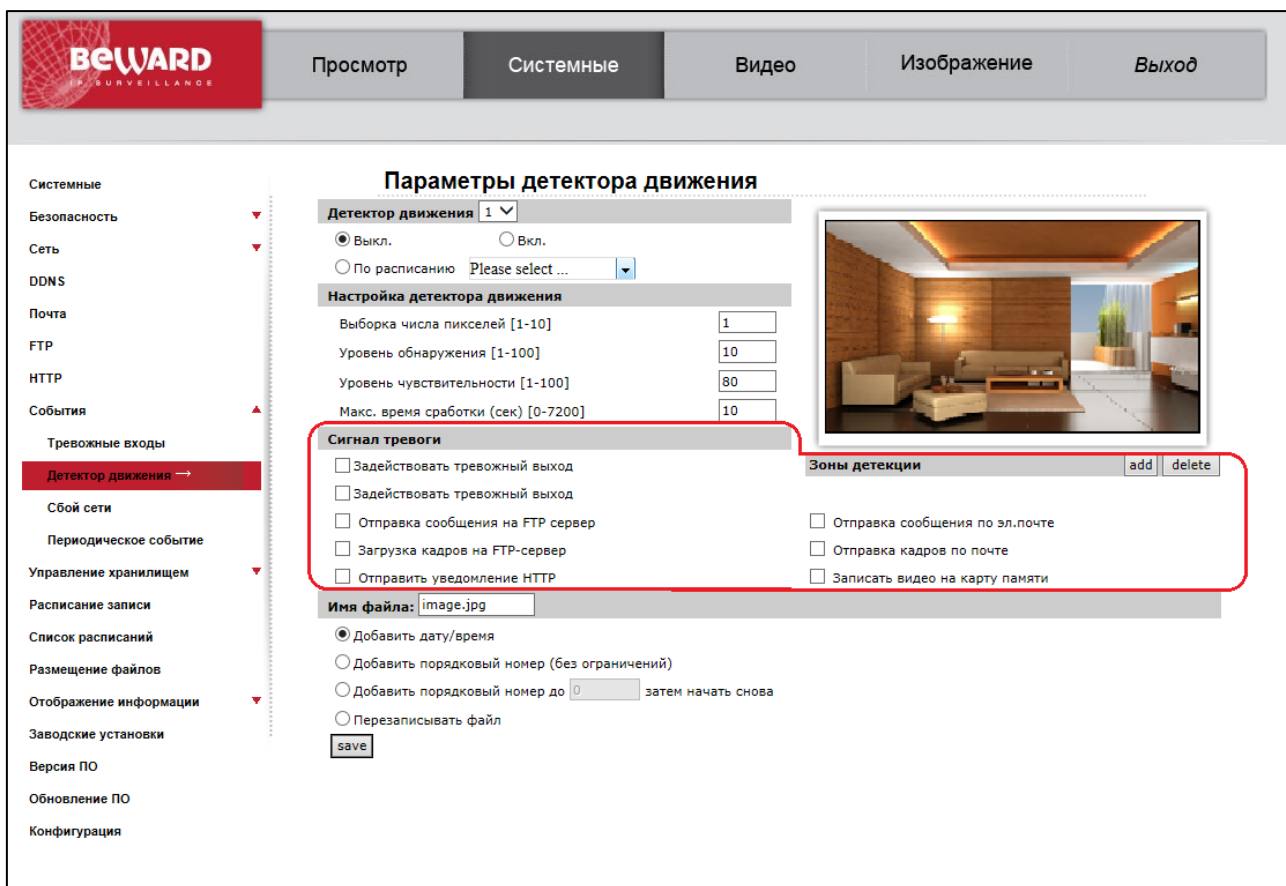 BEWARD
IP SURVEILLANCE
Просмотр
Системные
Видео
Изображение
Выход
Системные
Безопасность
Сеть
DDNS
Почта
FTP
HTTP
События
Тревожные входы
Детектор движения →
Сбой сети
Периодическое событие
Управление хранилищем
Расписание записи
Список расписаний
Размещение файлов
Отображение информации
Заводские установки
Версия ПО
Обновление ПО
Конфигурация
Параметры детектора движения
Детектор движения 1
Выкл. Вкл.
По расписанию Please select ...
Настройка детектора движения
Выборка числа пикселей [1-10] 1
Уровень обнаружения [1-100] 10
Уровень чувствительности [1-100] 80
Макс. время сработки (сек) [0-7200] 10
Сигнал тревоги
Задействовать тревожный выход
Зоны детекции add delete
Задействовать тревожный выход
Отправка сообщения на FTP сервер
Отправка сообщения по эл.почте
Загрузка кадров на FTP-сервер
Отправка кадров по почте
Отправить уведомление HTTP
Записать видео на карту памяти
Имя файла: image.jpg
Добавить дату/время
Добавить порядковый номер (без ограничений)
Добавить порядковый номер до 0 затем начать снова
Перезаписывать файл
save